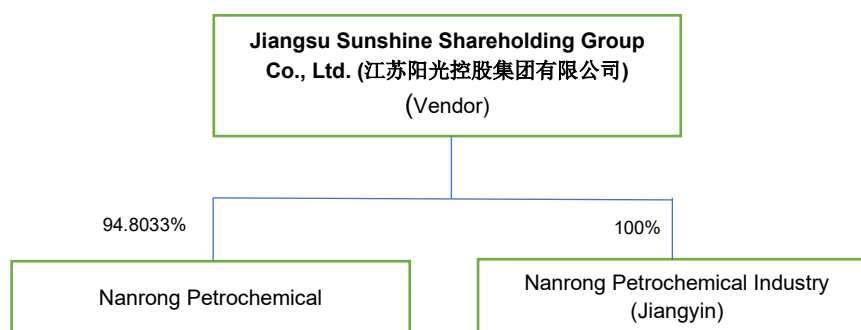 Jiangsu Sunshine Shareholding Group
Co., Ltd. (江苏阳光控股集团有限公司)
(Vendor)
94.8033%
100%
Nanrong Petrochemical
Nanrong Petrochemical Industry
(Jiangyin)